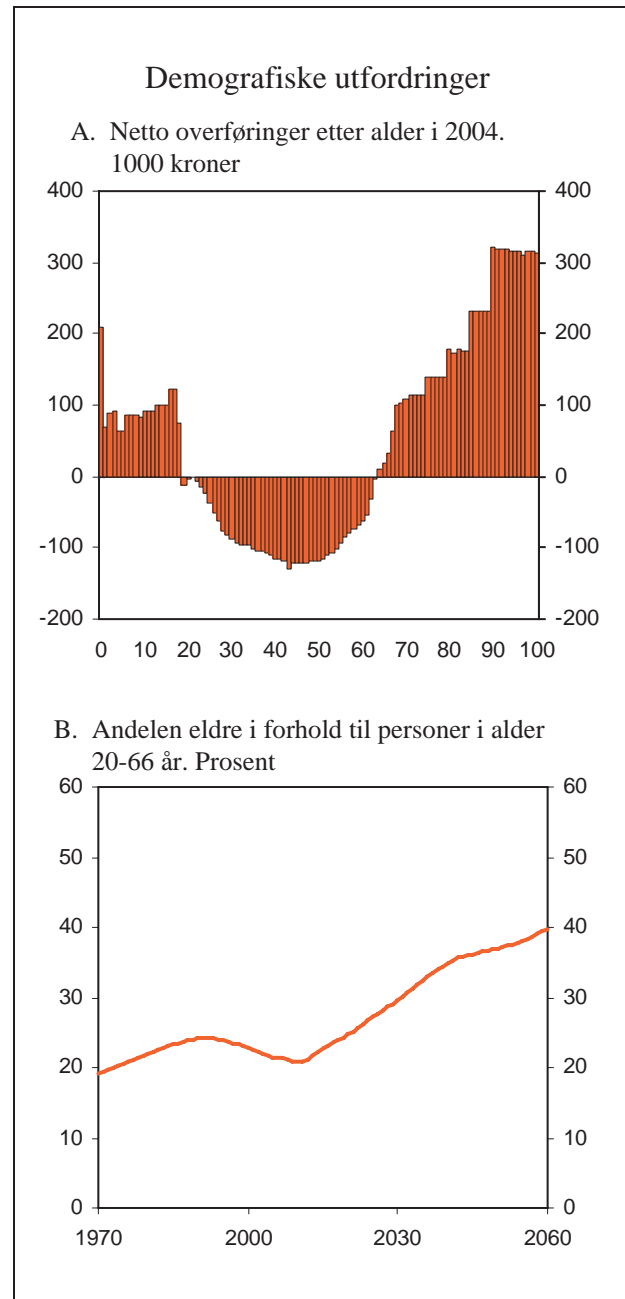 Demografiske utfordringer
A. Netto overføringer etter alder i 2004.
1000 kroner
400 400
300 300
200 200
100 100
0 0
-100 -100
-200 -200
0 10 20 30 40 50 60 70 80 90 100
B. Andelen eldre i forhold til personer i alder
20-66 år. Prosent
60 60
50 50
40 40
30 30
20 20
10 10
0 0
1970 2000 2030 2060